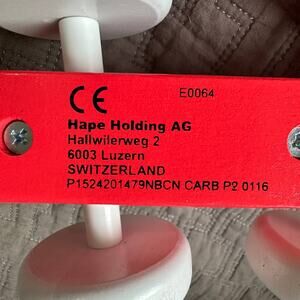 CE E0064
Hape Holding AG
Hallwilerweg 2
6003 Luzern
SWITZERLAND
P1524201479NBCN CARB P2 0116